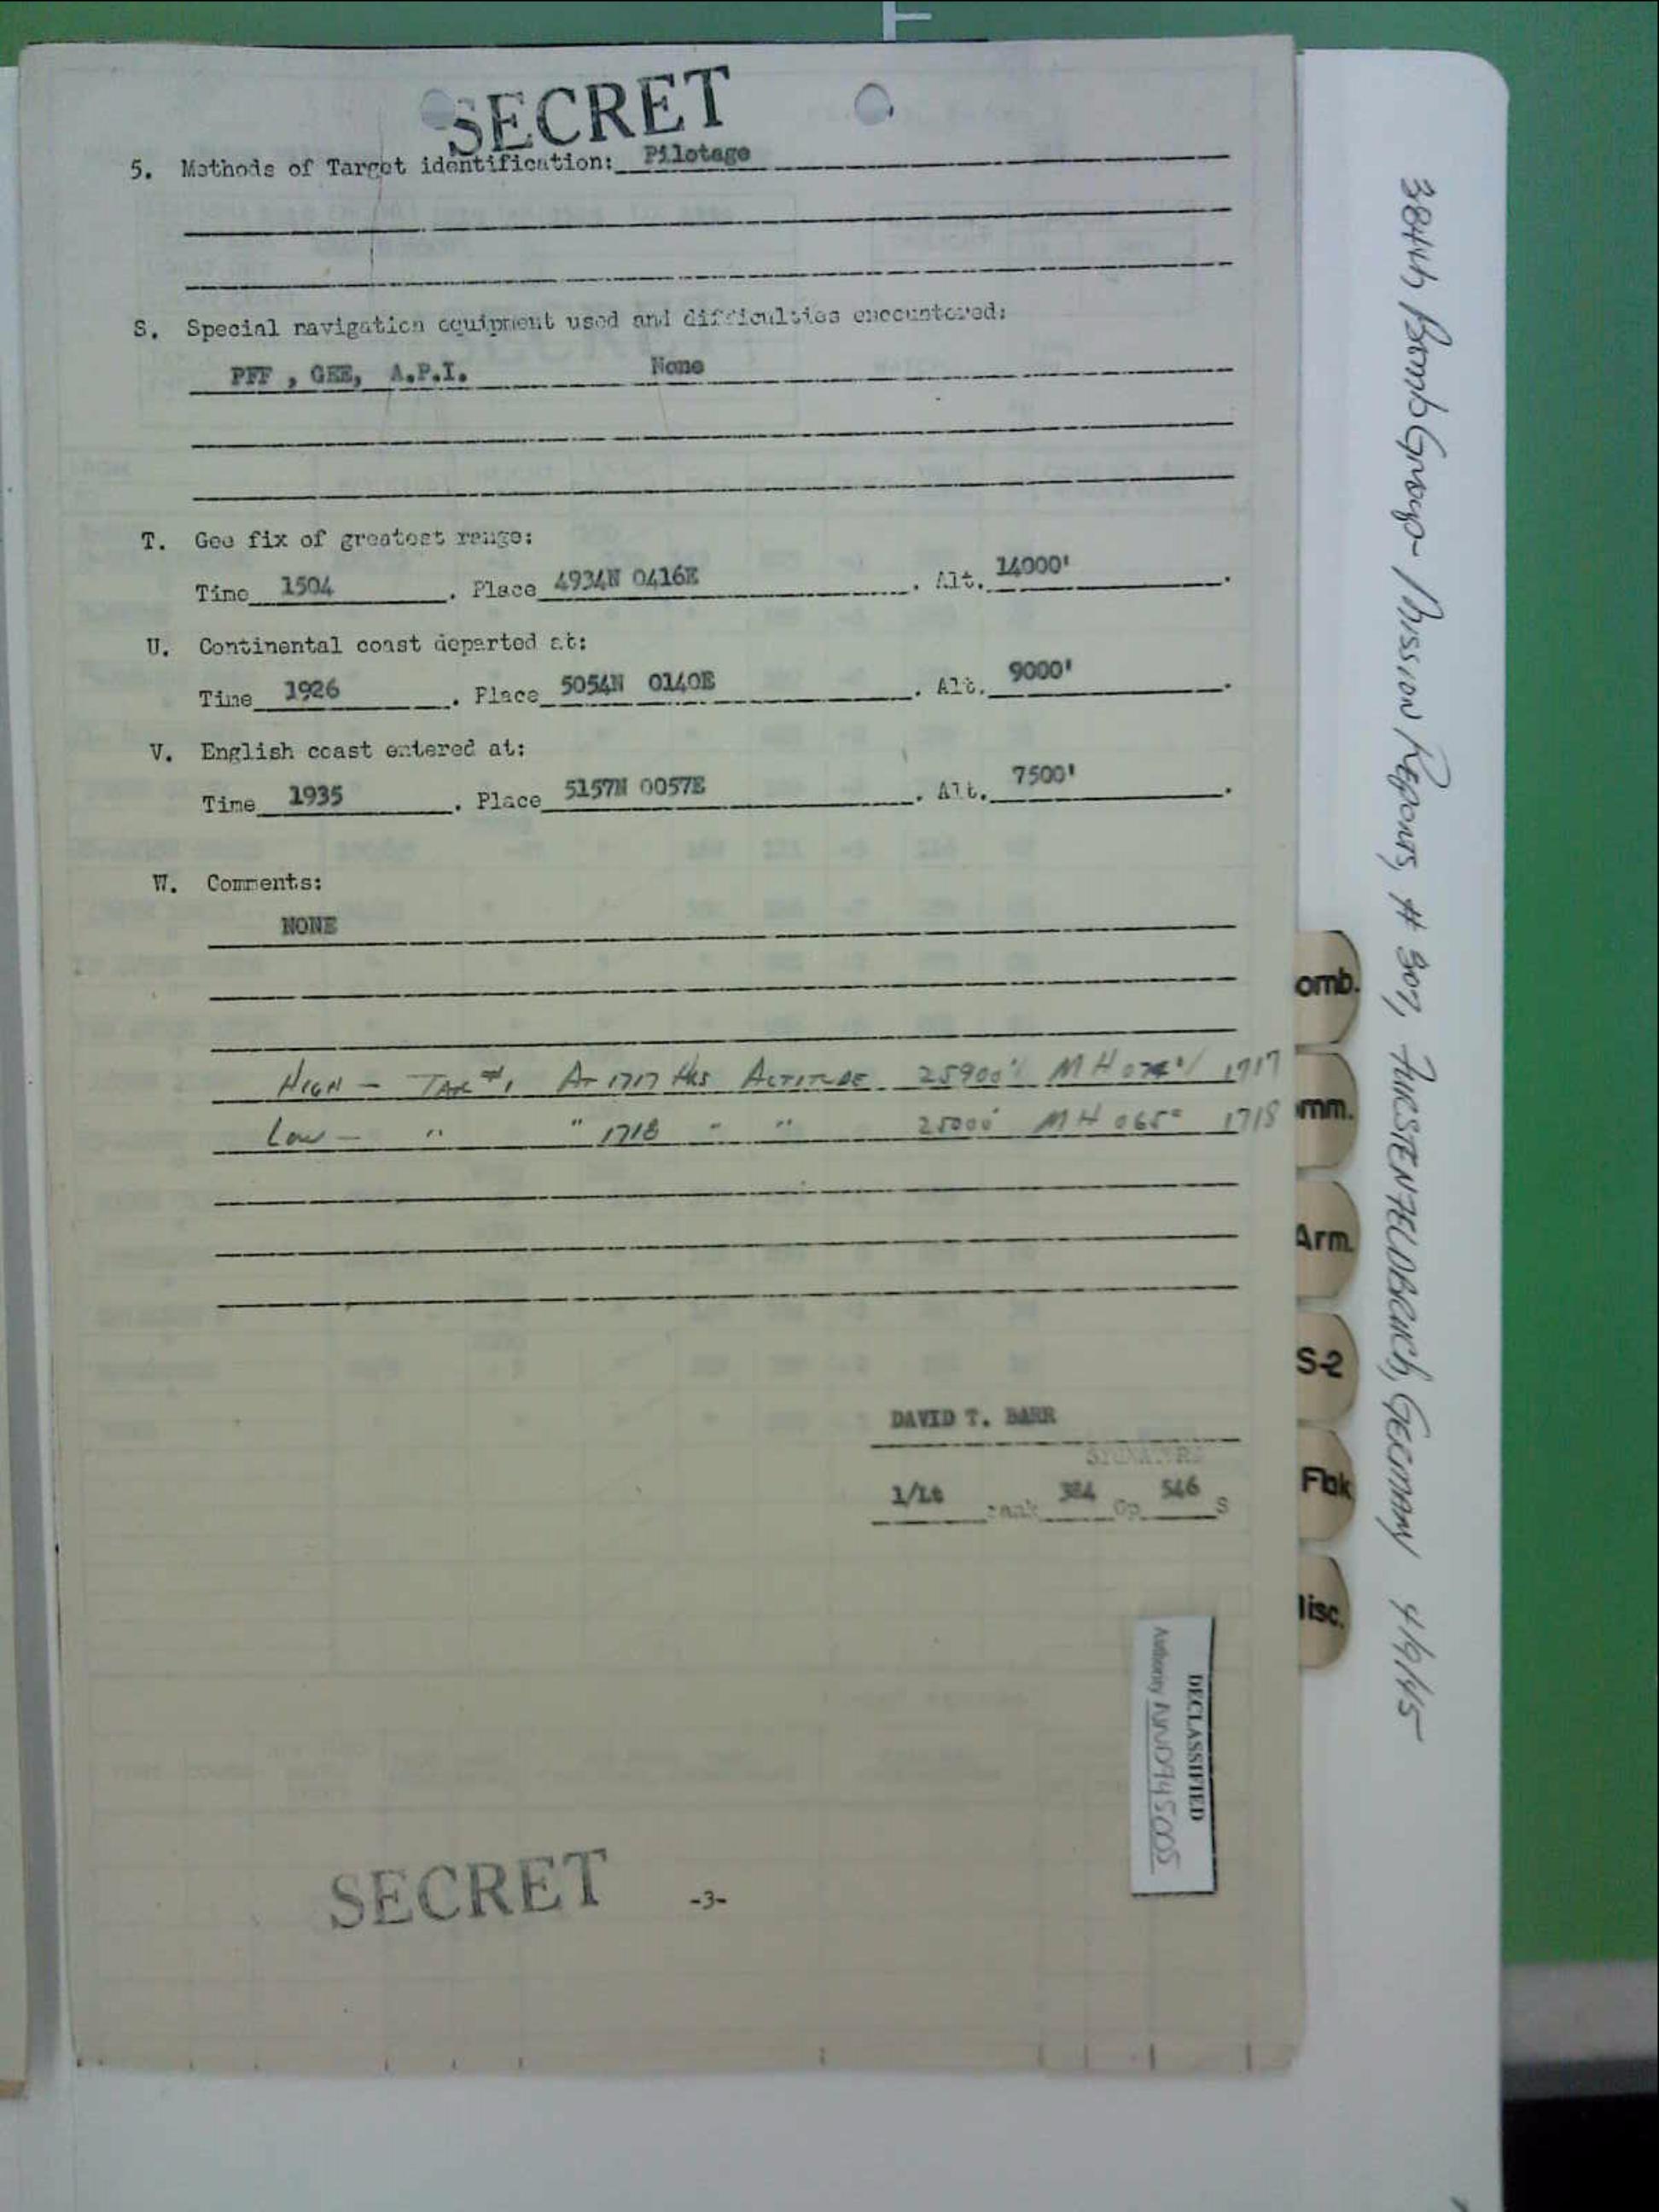 SECRET
5. Methods of Target identification: Pilotage
S. Special navigation equipment used and difficulties encountered:
PFF , GEE, A.P.I. None
T. Gee fix of greatest range:
Time 1504 . Place 4934N 0416E . Alt. 14000' .
U. Continental coast departed at:
Time 1926 . Place 5054N 0140E . Alt. 9000' .
V. English coast entered at:
Time 1935 . Place 5157N 0057E . Alt. 7500' .
W. Comments:
NONE
HIGH - TAR #1 AT 1717 HRS ALTITUDE 25900' MH 1717
LOW - " " 1718 " " 25000' MH 065° 1718
DAVID T. BARR
SIGNATURE
1/Lt rank 384 Gp 546 S
DECLASSIFIED
Authority NND945005
SECRET -3-
omb.
omm.
Arm.
S-2
Flak
lisc.
384th Bomb Group - Mission Reports, # 307, FURSTENFELDBRUCH, GERMANY 4/9/45